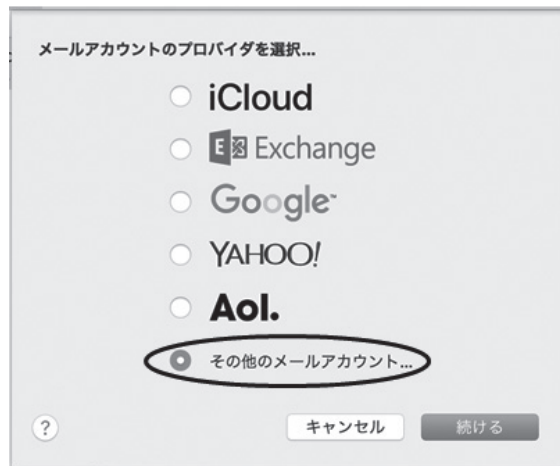 メールアカウントのプロバイダを選択...
iCloud
E Exchange
Google™
YAHOO!
Aol.
その他のメールアカウント...
? キャンセル 続ける